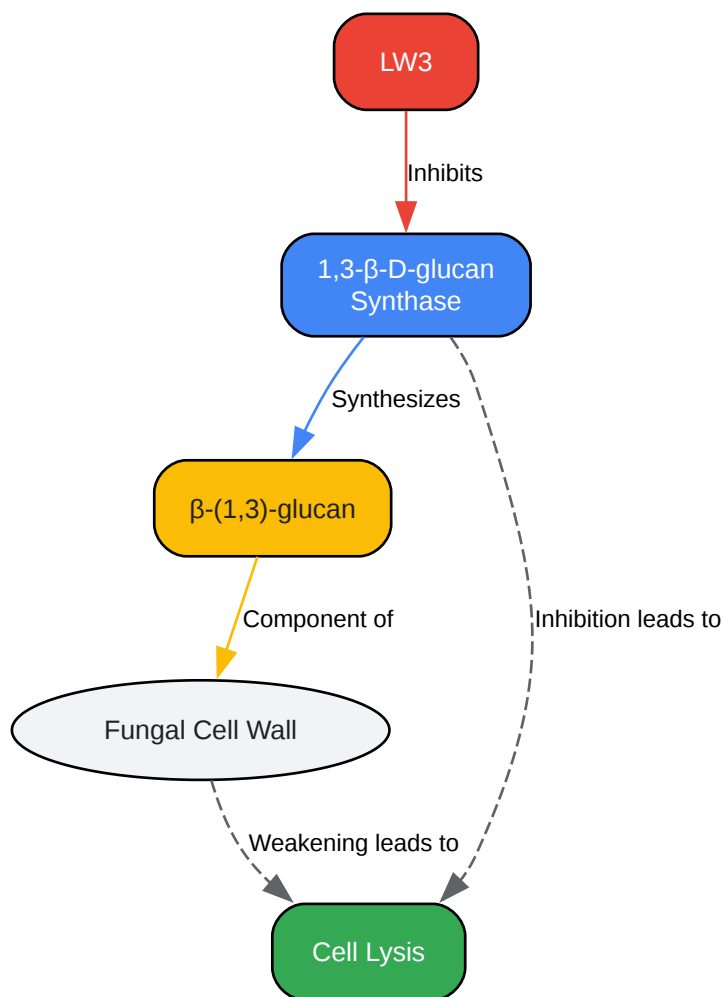 LW3
Inhibits
1,3-β-D-glucan
Synthase
Synthesizes
β-(1,3)-glucan
Component of
Inhibition leads to
Fungal Cell Wall
Weakening leads to
Cell Lysis